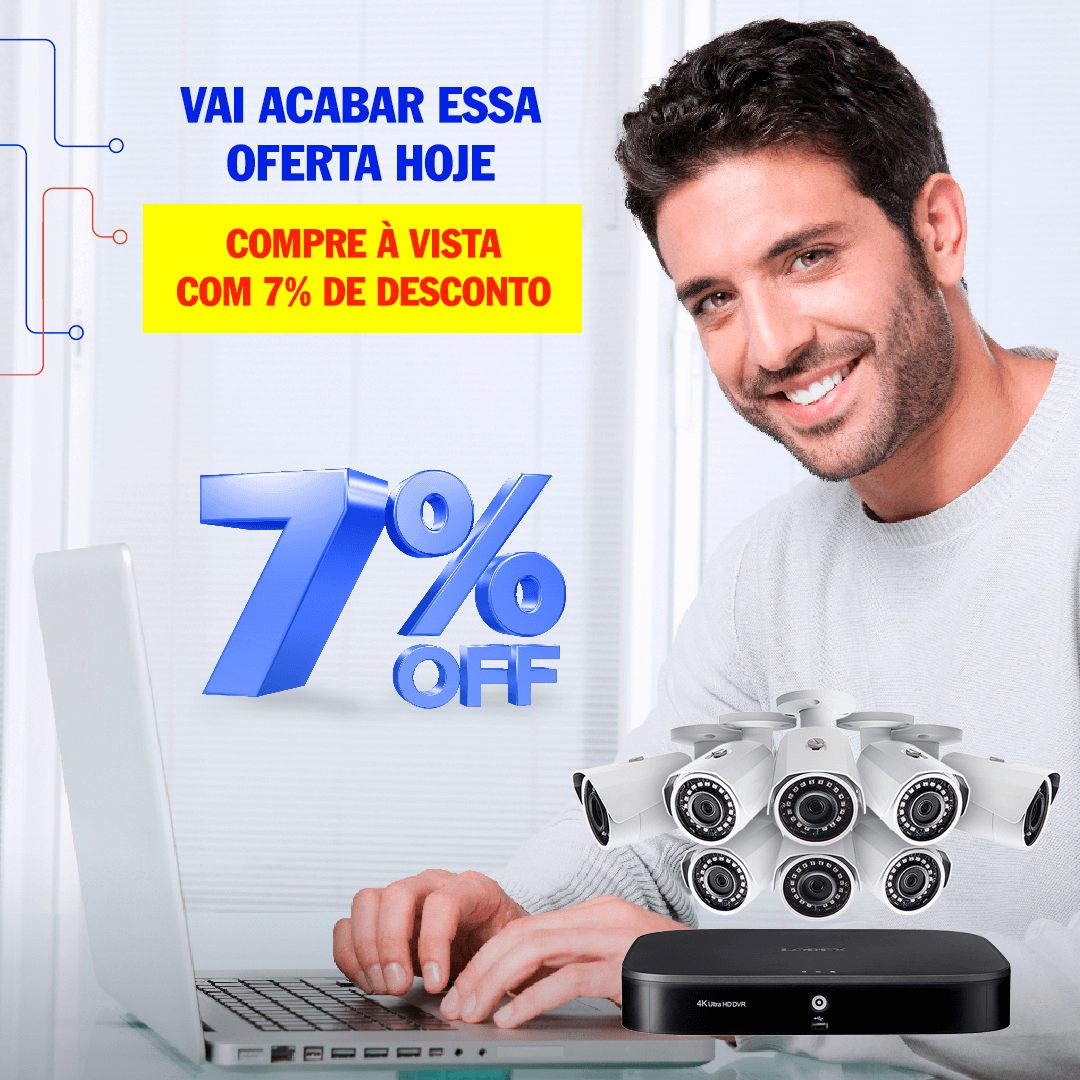 VAI ACABAR ESSA
OFERTA HOJE
COMPRE À VISTA
COM 7% DE DESCONTO
7%
OFF
4K Ultra HD DVR